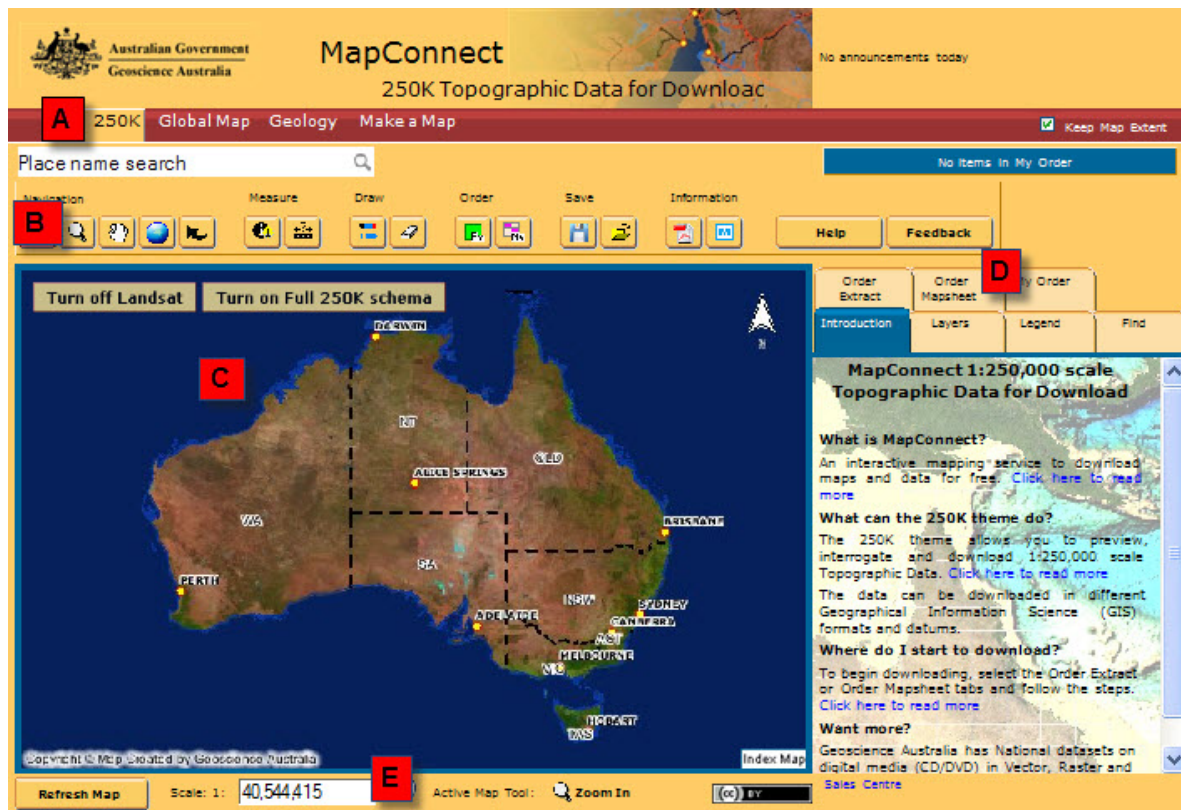 Australian Government
Geoscience Australia
MapConnect
250K Topographic Data for Downloac
No announcements today
A
250K Global Map Geology Make a Map
Keep Map Extent
Place name search
No Items In My Order
Navigation Measure Draw Order Save Information
B
Help Feedback
D
Turn off Landsat Turn on Full 250K schema
N
Order Extract
Order Mapsheet
My Order
Introduction Layers Legend Find
C
DARWIN
NT
QLD
ALICE SPRINGS
WA
BRISBANE
SA
PERTH
NSW
SYDNEY
ADELAIDE
CANBERRA
ACT
MELBOURNE
VIC
HOBART
TAS
Copyright © Map Created by Geoscience Australia
Index Map
MapConnect 1:250,000 scale
Topographic Data for Download
What is MapConnect?
An interactive mapping service to download
maps and data for free. Click here to read
more
What can the 250K theme do?
The 250K theme allows you to preview,
interrogate and download 1:250,000 scale
Topographic Data. Click here to read more
The data can be downloaded in different
Geographical Information Science (GIS)
formats and datums.
Where do I start to download?
To begin downloading, select the Order Extract
or Order Mapsheet tabs and follow the steps.
Click here to read more
Want more?
Geoscience Australia has National datasets on
digital media (CD/DVD) in Vector, Raster and
Sales Centre
E
Refresh Map Scale: 1: 40,544,415 Active Map Tool: Zoom In
cc BY